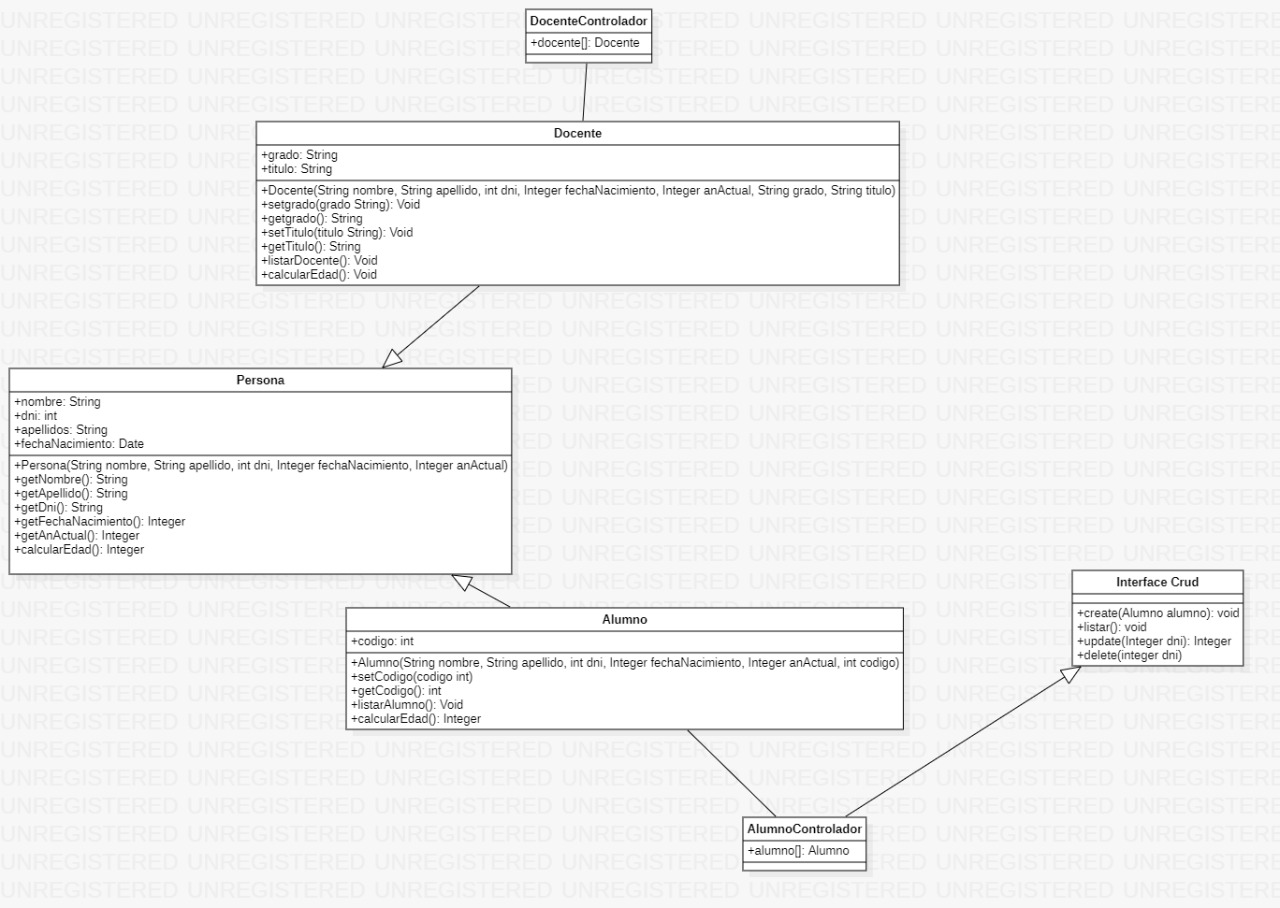 DocenteControlador
+docente[]: Docente
Docente
+grado: String
+titulo: String
+Docente(String nombre, String apellido, int dni, Integer fechaNacimiento, Integer anActual, String grado, String titulo)
+setgrado(grado String): Void
+getgrado(): String
+setTitulo(titulo String): Void
+getTitulo(): String
+listarDocente(): Void
+calcularEdad(): Void
Persona
+nombre: String
+dni: int
+apellidos: String
+fechaNacimiento: Date
+Persona(String nombre, String apellido, int dni, Integer fechaNacimiento, Integer anActual)
+getNombre(): String
+getApellido(): String
+getDni(): String
+getFechaNacimiento(): Integer
+getAnActual(): Integer
+calcularEdad(): Integer
Interface Crud
+create(Alumno alumno): void
+listar(): void
+update(Integer dni): Integer
+delete(integer dni)
Alumno
+codigo: int
+Alumno(String nombre, String apellido, int dni, Integer fechaNacimiento, Integer anActual, int codigo)
+setCodigo(codigo int)
+getCodigo(): int
+listarAlumno(): Void
+calcularEdad(): Integer
AlumnoControlador
+alumno[]: Alumno
UNREGISTERED